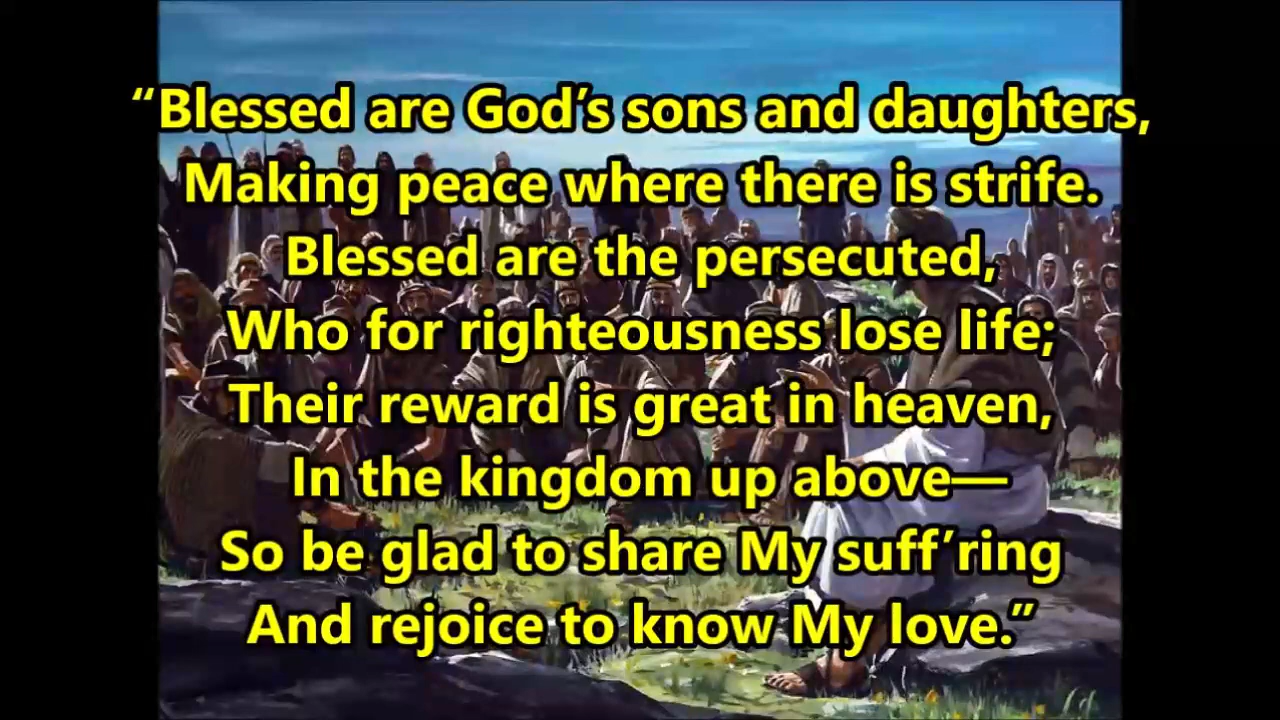 “Blessed are God’s sons and daughters,
Making peace where there is strife.
Blessed are the persecuted,
Who for righteousness lose life;
Their reward is great in heaven,
In the kingdom up above—
So be glad to share My suff’ring
And rejoice to know My love.”